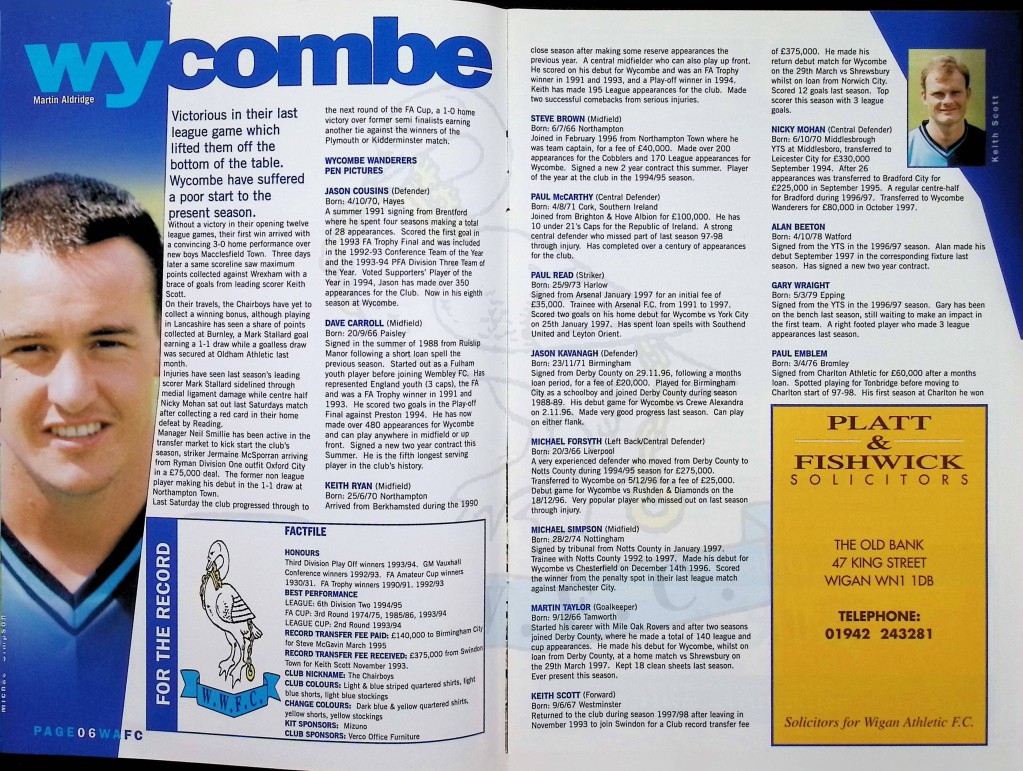 wycombe
Martin Aldridge
Victorious in their last
league game which
lifted them off the
bottom of the table.
Wycombe have suffered
a poor start to the
present season.
Without a victory in their opening twelve
league games, their first win arrived with
a convincing 3-0 home performance over
new boys Macclesfield Town. Three days
later a same scoreline saw maximum
points collected against Wrexham with a
brace of goals from leading scorer Keith
Scott.
On their travels, the Chairboys have yet to
collect a winning bonus, although playing
in Lancashire has seen a share of points
collected at Burnley, a Mark Stallard goal
earning a 1-1 draw while a goalless draw
was secured at Oldham Athletic last
month.
Injuries have seen last season's leading
scorer Mark Stallard sidelined through
medial ligament damage while centre half
Nicky Mohan sat out last Saturdays match
after collecting a red card in their home
defeat by Reading.
Manager Neil Smillie has been active in the
transfer market to kick start the club's
season, striker Jermaine McSporran arriving
from Ryman Division One outfit Oxford City
in a £75,000 deal. The former non league
player making his debut in the 1-1 draw at
Northampton Town.
Last Saturday the club progressed through to
the next round of the FA Cup, a 1-0 home
victory over former semi finalists earning
another tie against the winners of the
Plymouth or Kidderminster match.
WYCOMBE WANDERERS
PEN PICTURES
JASON COUSINS (Defender)
Born: 4/10/70, Hayes
A summer 1991 signing from Brentford
where he spent four seasons making a total
of 28 appearances. Scored the first goal in
the 1993 FA Trophy Final and was included
in the 1992-93 Conference Team of the Year
and the 1993-94 PFA Division Three Team of
the Year. Voted Supporters' Player of the
Year in 1994, Jason has made over 350
appearances for the Club. Now in his eighth
season at Wycombe.
DAVE CARROLL (Midfield)
Born: 20/9/66 Paisley
Signed in the summer of 1988 from Ruislip
Manor following a short loan spell the
previous season. Started out as a Fulham
youth player before joining Wembley FC. Has
represented England youth (3 caps), the FA
and was a FA Trophy winner in 1991 and
1993. He scored two goals in the Play-off
Final against Preston 1994. He has now
made over 480 appearances for Wycombe
and can play anywhere in midfield or up
front. Signed a new two year contract this
Summer. He is the fifth longest serving
player in the club's history.
KEITH RYAN (Midfield)
Born: 25/6/70 Northampton
Arrived from Berkhamsted during the 1990
FOR THE RECORD
W.W.F.C.
FACTFILE
HONOURS
Third Division Play Off winners 1993/94. GM Vauxhall
Conference winners 1992/93. FA Amateur Cup winners
1930/31. FA Trophy winners 1990/91. 1992/93
BEST PERFORMANCE
LEAGUE: 6th Division Two 1994/95
FA CUP: 3rd Round 1974/75, 1985/86, 1993/94
LEAGUE CUP: 2nd Round 1993/94
RECORD TRANSFER FEE PAID: £140,000 to Birmingham City
for Steve McGavin March 1995
RECORD TRANSFER FEE RECEIVED: £375,000 from Swindon
Town for Keith Scott November 1993.
CLUB NICKNAME: The Chairboys
CLUB COLOURS: Light & blue striped quartered shirts, light
blue shorts, light blue stockings
CHANGE COLOURS: Dark blue & yellow quartered shirts,
yellow shorts, yellow stockings
KIT SPONSORS: Mizuno
CLUB SPONSORS: Verco Office Furniture
PAGE06WAFC
close season after making some reserve appearances the
previous year. A central midfielder who can also play up front.
He scored on his debut for Wycombe and was an FA Trophy
winner in 1991 and 1993, and a Play-off winner in 1994.
Keith has made 195 League appearances for the club. Made
two successful comebacks from serious injuries.
STEVE BROWN (Midfield)
Born: 6/7/66 Northampton
Joined in February 1996 from Northampton Town where he
was team captain, for a fee of £40,000. Made over 200
appearances for the Cobblers and 170 League appearances for
Wycombe. Signed a new 2 year contract this summer. Player
of the year at the club in the 1994/95 season.
PAUL McCARTHY (Central Defender)
Born: 4/8/71 Cork, Southern Ireland
Joined from Brighton & Hove Albion for £100,000. He has
10 under 21's Caps for the Republic of Ireland. A strong
central defender who missed part of last season 97-98
through injury. Has completed over a century of appearances
for the club.
PAUL READ (Striker)
Born: 25/9/73 Harlow
Signed from Arsenal January 1997 for an initial fee of
£35,000. Trainee with Arsenal F.C. from 1991 to 1997.
Scored two goals on his home debut for Wycombe vs York City
on 25th January 1997. Has spent loan spells with Southend
United and Leyton Orient.
JASON KAVANAGH (Defender)
Born: 23/11/71 Birmingham
Signed from Derby County on 29.11.96, following a months
loan period, for a fee of £20,000. Played for Birmingham
City as a schoolboy and joined Derby County during season
1988-89. His debut game for Wycombe vs Crewe Alexandra
on 2.11.96. Made very good progress last season. Can play
on either flank.
MICHAEL FORSYTH (Left Back/Central Defender)
Born: 20/3/66 Liverpool
A very experienced defender who moved from Derby County to
Notts County during 1994/95 season for £275,000.
Transferred to Wycombe on 5/12/96 for a fee of £25,000.
Debut game for Wycombe vs Rushden & Diamonds on the
18/12/96. Very popular player who missed out on last season
through injury.
MICHAEL SIMPSON (Midfield)
Born: 28/2/74 Nottingham
Signed by tribunal from Notts County in January 1997.
Trainee with Notts County 1992 to 1997. Made his debut for
Wycombe vs Chesterfield on December 14th 1996. Scored
the winner from the penalty spot in their last league match
against Manchester City.
MARTIN TAYLOR (Goalkeeper)
Born: 9/12/66 Tamworth
Started his career with Mile Oak Rovers and after two seasons
joined Derby County, where he made a total of 140 league and
cup appearances. He made his debut for Wycombe, whilst on
loan from Derby County, at a home match vs Shrewsbury on
the 29th March 1997. Kept 18 clean sheets last season.
Ever present this season.
KEITH SCOTT (Forward)
Born: 9/6/67 Westminster
Returned to the club during 1997/98 after leaving in
November 1993 to join Swindon for a Club record transfer fee
of £375,000. He made his
return debut match for Wycombe
on the 29th March vs Shrewsbury
whilst on loan from Norwich City.
Scored 12 goals last season. Top
scorer this season with 3 league
goals.
Keith Scott
NICKY MOHAN (Central Defender)
Born: 6/10/70 Middlesbrough
YTS at Middlesboro, transferred to
Leicester City for £330,000
September 1994. After 26
appearances was transferred to Bradford City for
£225,000 in September 1995. A regular centre-half
for Bradford during 1996/97. Transferred to Wycombe
Wanderers for £80,000 in October 1997.
ALAN BEETON
Born: 4/10/78 Watford
Signed from the YTS in the 1996/97 season. Alan made his
debut September 1997 in the corresponding fixture last
season. Has signed a new two year contract.
GARY WRAIGHT
Born: 5/3/79 Epping
Signed from the YTS in the 1996/97 season. Gary has been
on the bench last season, still waiting to make an impact in
the first team. A right footed player who made 3 league
appearances last season.
PAUL EMBLEM
Born: 3/4/76 Bromley
Signed from Charlton Athletic for £60,000 after a months
loan. Spotted playing for Tonbridge before moving to
Charlton start of 97-98. His first season at Charlton he won
PLATT
&
FISHWICK
SOLICITORS
THE OLD BANK
47 KING STREET
WIGAN WN1 1DB
TELEPHONE:
01942 243281
Solicitors for Wigan Athletic F.C.